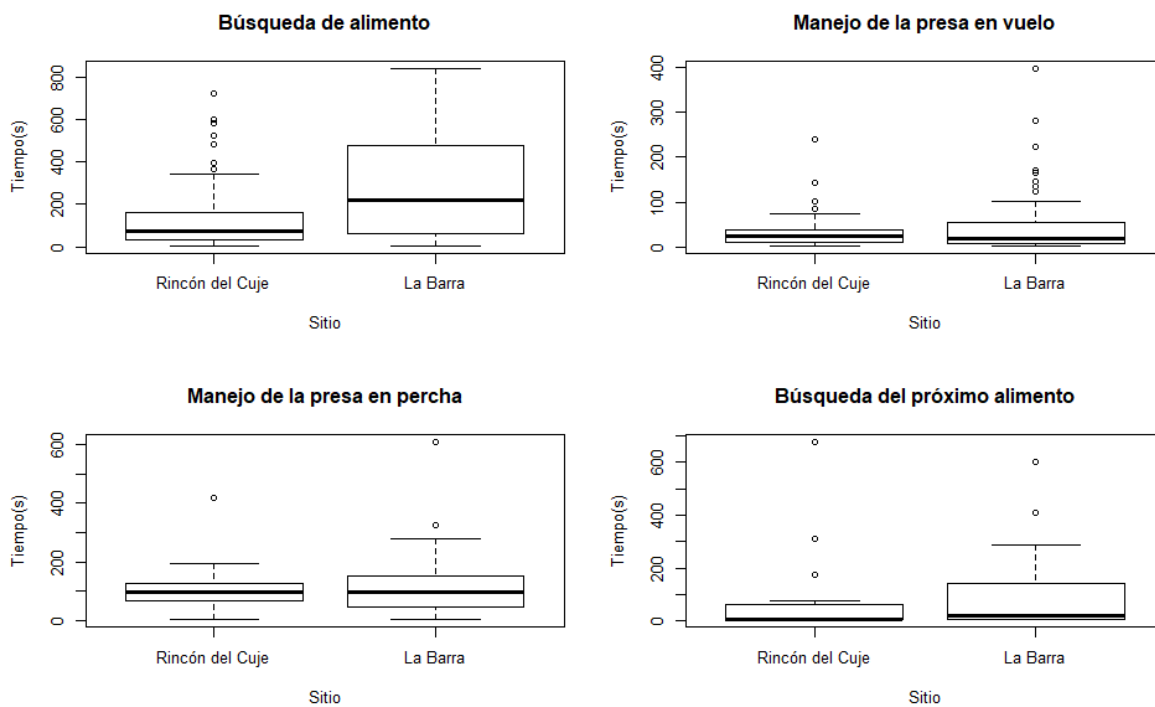 Búsqueda de alimento
Tiempo(s)
0
200
400
600
800
Rincón del Cuje
La Barra
Sitio
Manejo de la presa en vuelo
Tiempo(s)
0
100
200
300
400
Rincón del Cuje
La Barra
Sitio
Manejo de la presa en percha
Tiempo(s)
0
200
400
600
Rincón del Cuje
La Barra
Sitio
Búsqueda del próximo alimento
Tiempo(s)
0
200
400
600
Rincón del Cuje
La Barra
Sitio